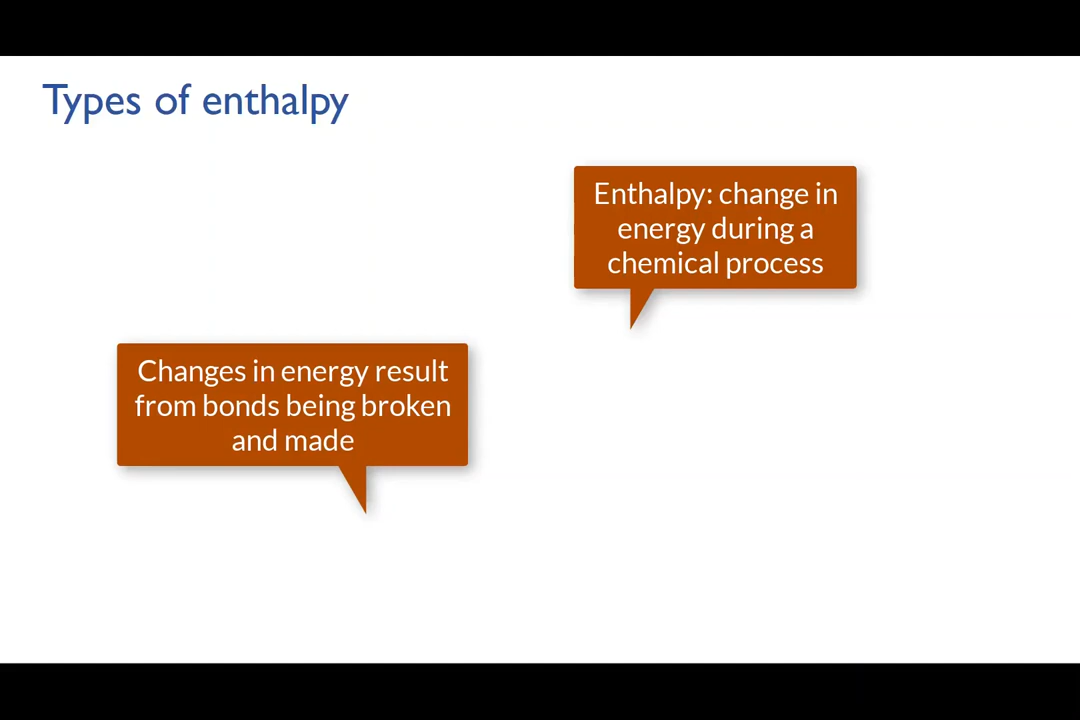 Types of enthalpy
Enthalpy: change in
energy during a
chemical process
Changes in energy result
from bonds being broken
and made